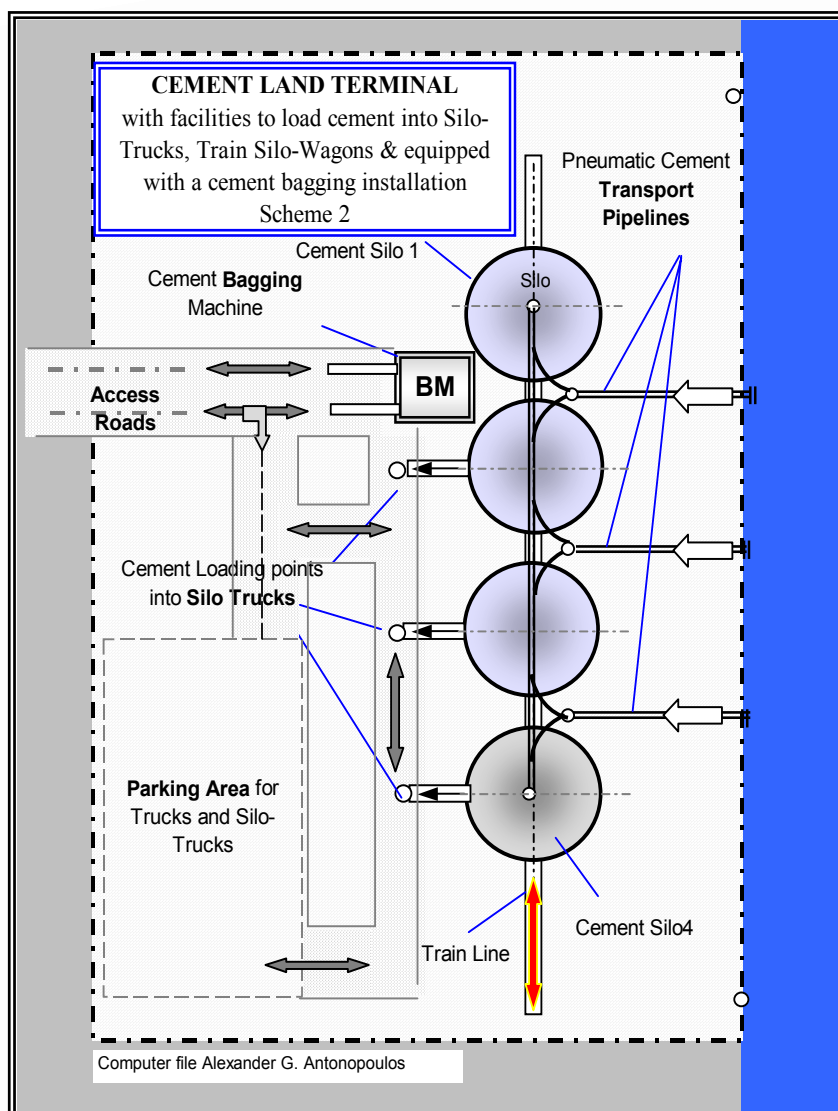 CEMENT LAND TERMINAL
with facilities to load cement into Silo-
Trucks, Train Silo-Wagons & equipped
with a cement bagging installation
Scheme 2
Pneumatic Cement
Transport
Pipelines
Cement Silo 1
Cement Bagging
Machine
Silo
BM
Access
Roads
Cement Loading points
into Silo Trucks
Parking Area for
Trucks and Silo-
Trucks
Cement Silo4
Train Line
Computer file Alexander G. Antonopoulos